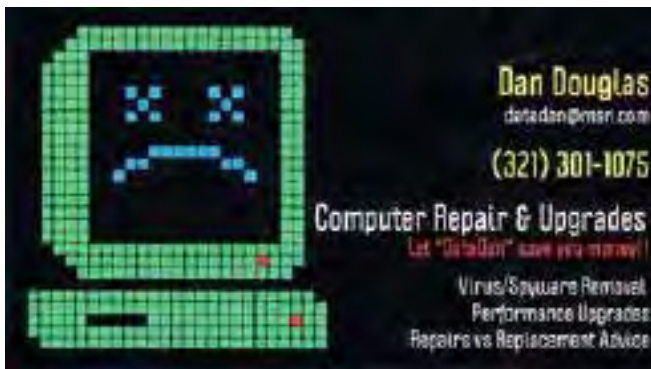 Dan Douglas
datadan@msn.com
(321) 301-1075
Computer Repair & Upgrades
Let "DataDan" save you money!!
Virus/Spyware Removal
Performance Upgrades
Repairs vs Replacement Advice